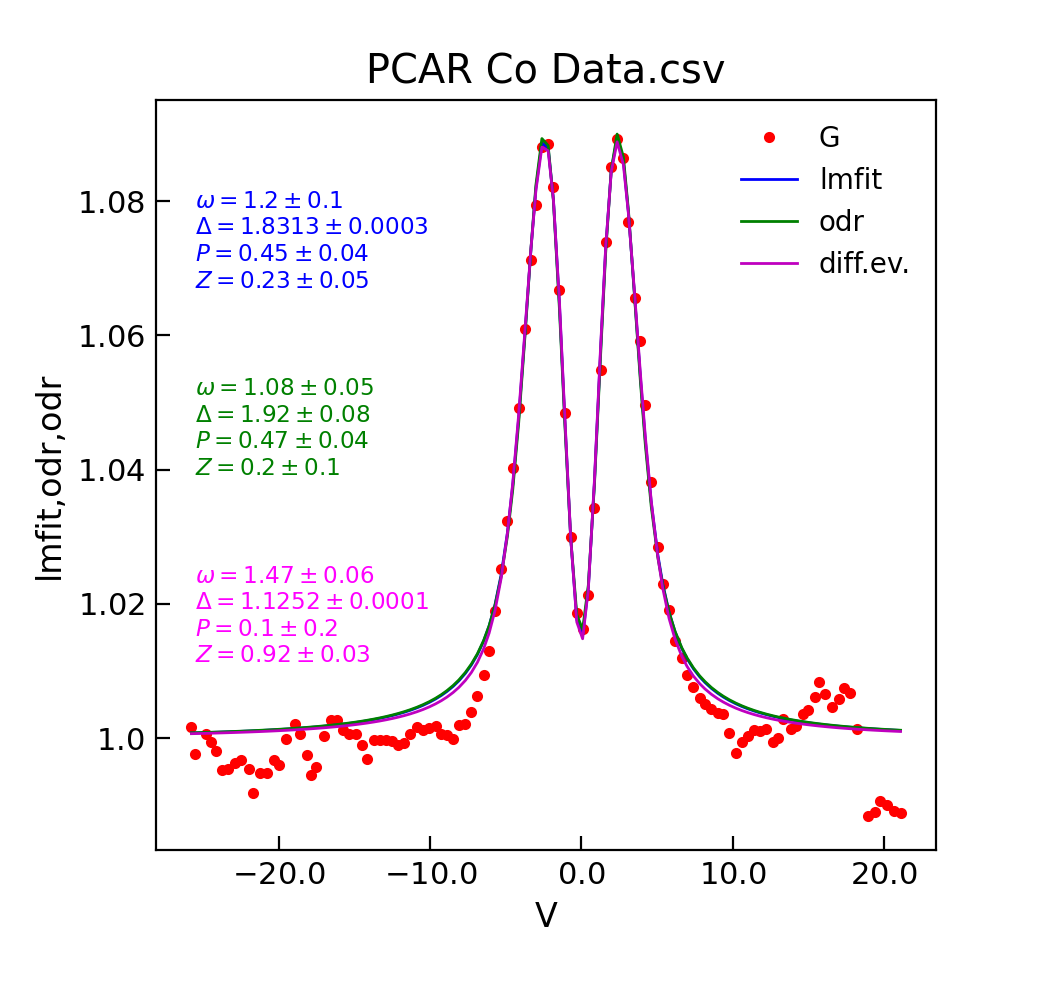 PCAR Co Data.csv
G
lmfit
odr
diff.ev.
ω = 1.2 ± 0.1
Δ = 1.8313 ± 0.0003
P = 0.45 ± 0.04
Z = 0.23 ± 0.05
ω = 1.08 ± 0.05
Δ = 1.92 ± 0.08
P = 0.47 ± 0.04
Z = 0.2 ± 0.1
ω = 1.47 ± 0.06
Δ = 1.1252 ± 0.0001
P = 0.1 ± 0.2
Z = 0.92 ± 0.03
lmfit,odr,odr
1.08
1.06
1.04
1.02
1.0
−20.0 −10.0 0.0 10.0 20.0
V